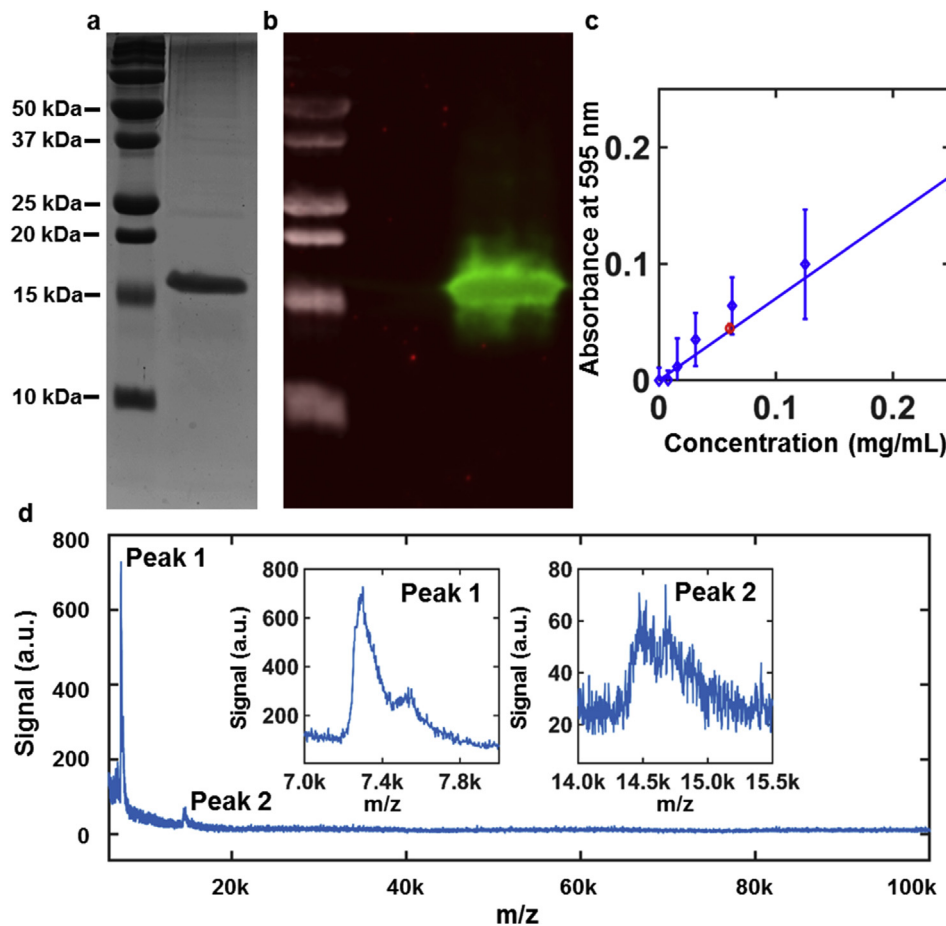 a
b
c
50 kDa
37 kDa
25 kDa
20 kDa
15 kDa
10 kDa
Absorbance at 595 nm
0.2
0.1
0
0
0.1
0.2
Concentration (mg/mL)
d
800
600
400
200
0
Signal (a.u.)
Peak 1
Peak 2
20k
40k
60k
80k
100k
m/z
800
600
400
200
Signal (a.u.)
Peak 1
7.0k
7.4k
7.8k
m/z
80
60
40
20
Signal (a.u.)
Peak 2
14.0k
14.5k
15.0k
15.5k
m/z